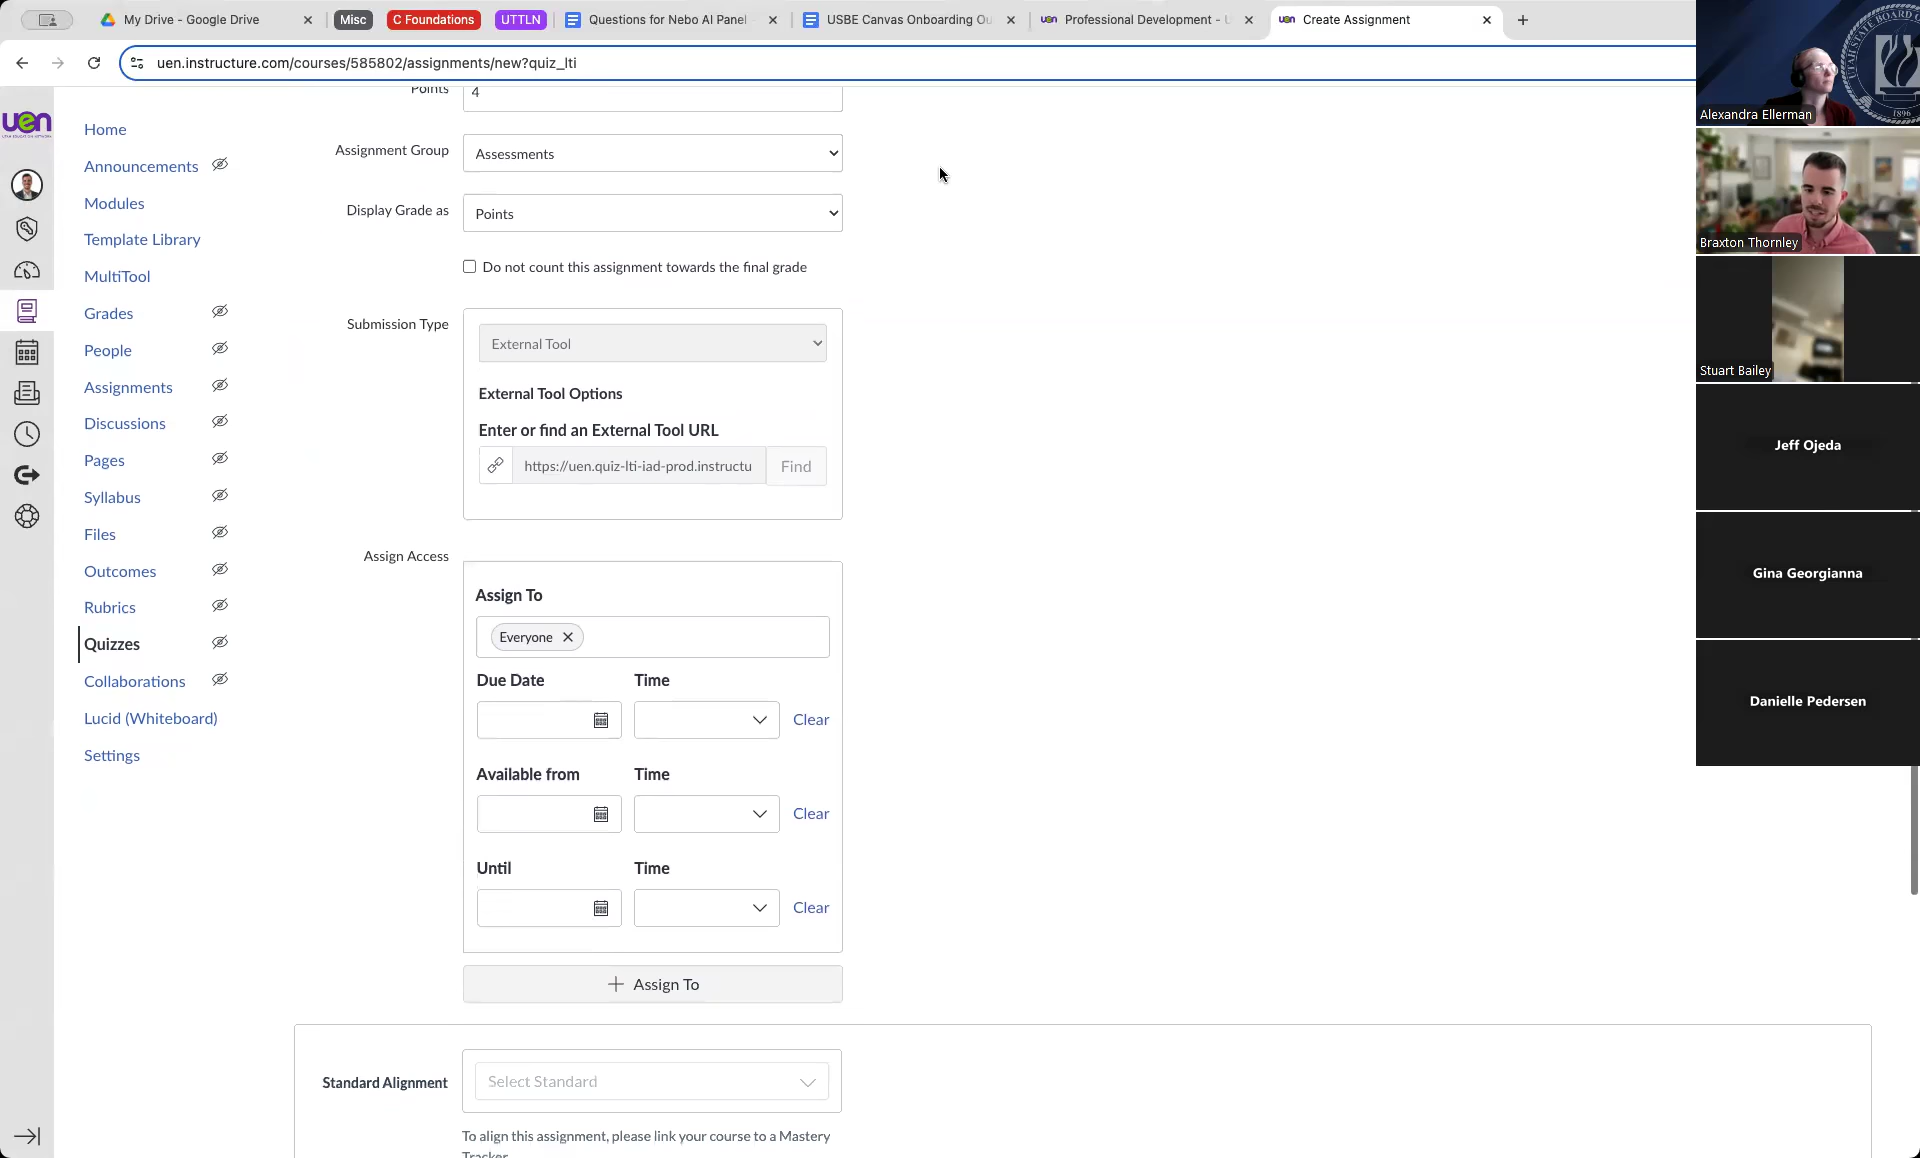 My Drive - Google Drive
Misc
C Foundations
UTTLN
Questions for Nebo AI Panel
USBE Canvas Onboarding Ou
Professional Development - U
Create Assignment
uen.instructure.com/courses/585802/assignments/new?quiz_lti
uen
Home
Announcements
Modules
Template Library
MultiTool
Grades
People
Assignments
Discussions
Pages
Syllabus
Files
Outcomes
Rubrics
Quizzes
Collaborations
Lucid (Whiteboard)
Settings
Points
4
Assignment Group
Assessments
Display Grade as
Points
Do not count this assignment towards the final grade
Submission Type
External Tool
External Tool Options
Enter or find an External Tool URL
https://uen.quiz-lti-iad-prod.instructu
Find
Assign Access
Assign To
Everyone
Due Date
Time
Clear
Available from
Time
Clear
Until
Time
Clear
Assign To
Standard Alignment
Select Standard
To align this assignment, please link your course to a Mastery
Tracker
UTAH STATE BOARD O
1896
Alexandra Ellerman
Braxton Thornley
Stuart Bailey
Jeff Ojeda
Gina Georgianna
Danielle Pedersen